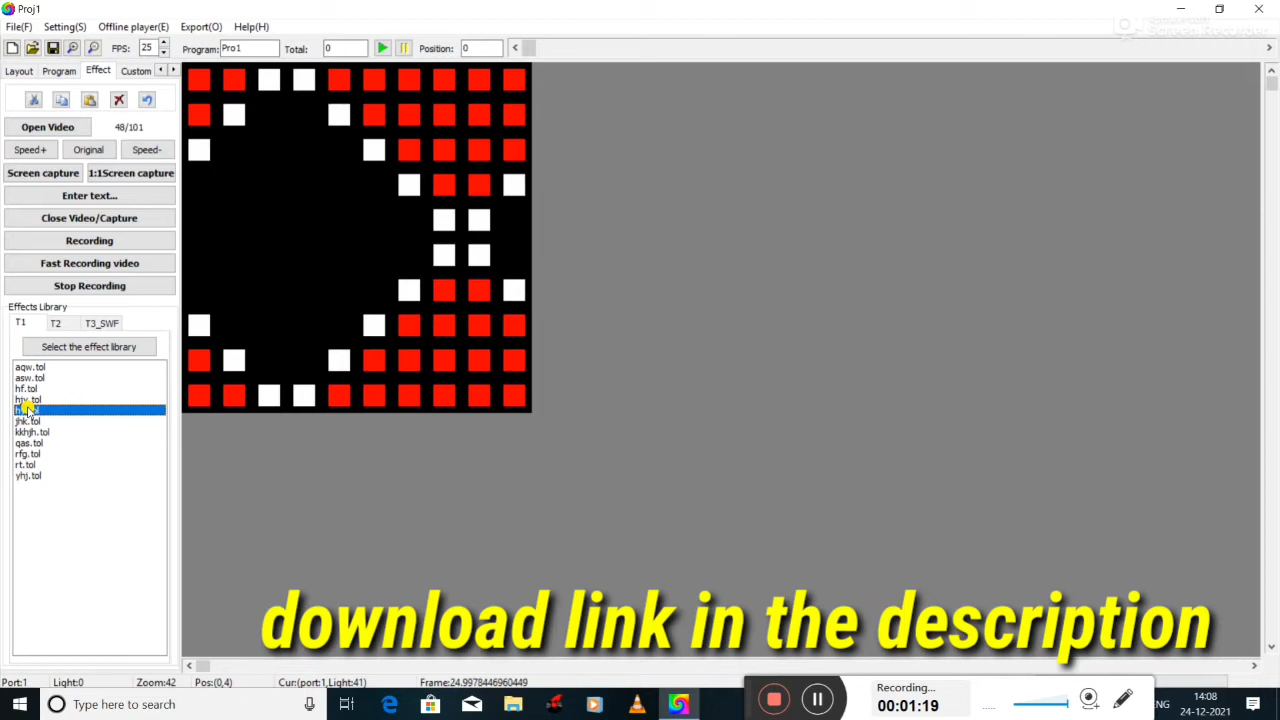 Proj1
File(F) Setting(S) Offline player(E) Export(O) Help(H)
FPS: 25 Program: Pro1 Total: 0 Position: 0
Layout Program Effect Custom
Open Video 48/101
Speed+ Original Speed-
Screen capture 1:1Screen capture
Enter text...
Close Video/Capture
Recording
Fast Recording video
Stop Recording
Effects Library
T1 T2 T3_SWF
Select the effect library
aqw.tol
asw.tol
hf.tol
jhk.tol
kkhjh.tol
qas.tol
rfg.tol
rt.tol
yhj.tol
download link in the description
Port:1 Light:0 Zoom:42 Pos(0,4) Cur(port:1,Light:41) Frame:24.9978446960449
Type here to search
Recording...
00:01:19
ENG
14:08
24-12-2021